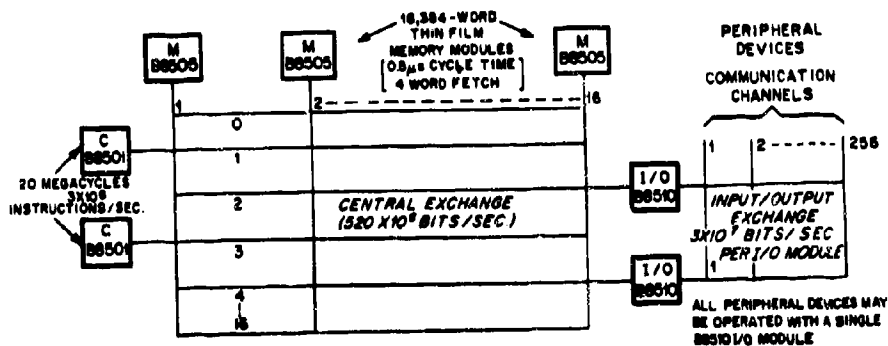 16,384-WORD
THIN FILM
MEMORY MODULES
[0.5μs CYCLE TIME]
4 WORD FETCH
PERIPHERAL
DEVICES
COMMUNICATION
CHANNELS
M
B8505
M
B8505
M
B8505
1
2
16
0
1
2
3
4
16
C
B8501
20 MEGACYCLES
3X10⁶
INSTRUCTIONS/SEC.
C
B8501
CENTRAL EXCHANGE
(520 X10⁶ BITS/SEC.)
I/O
B8510
I/O
B8510
1
2
256
INPUT/OUTPUT
EXCHANGE
3X10⁷ BITS/SEC
PER I/O MODULE
1
ALL PERIPHERAL DEVICES MAY
BE OPERATED WITH A SINGLE
B8510 I/O MODULE